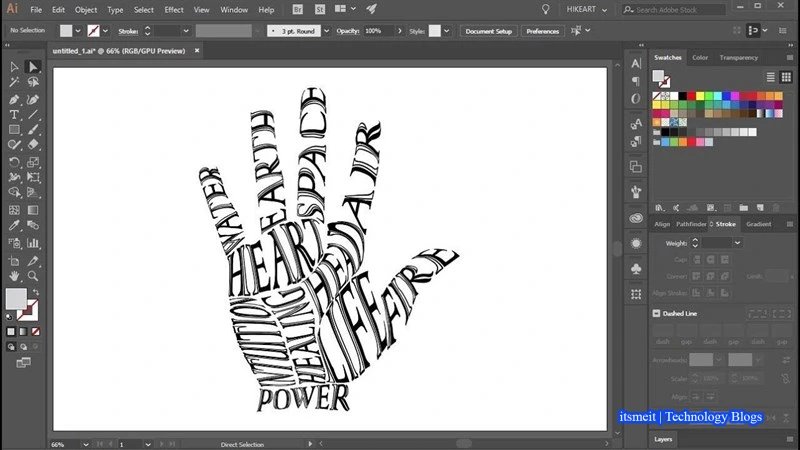 Ai File Edit Object Type Select Effect View Window Help Br St HIKEART Search Adobe Stock
No Selection Stroke: 3 pt. Round Opacity: 100% Style: Document Setup Preferences
untitled_1.ai* @ 66% (RGB/GPU Preview) ×
Swatches Color Transparency
SPACE
EARTH
AIR
WATER
HEART
HEAD
FIRE
LIFE
INTUITION
HEALING
POWER
Align Pathfinder Stroke Gradient
Weight:
Cap:
Corner: Limit:
Align Stroke:
Dashed Line
dash gap dash gap dash gap
Arrowheads:
Scale: 100% 100%
Align:
itsmeit | Technology Blogs
Layers
66% 1 Direct Selection